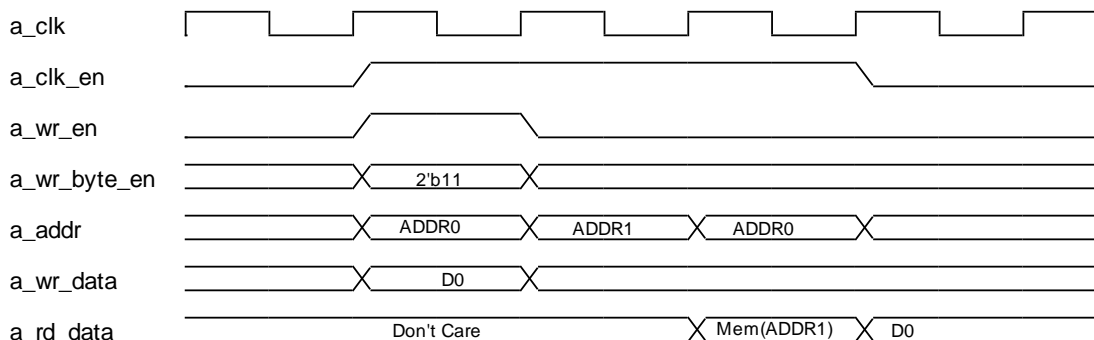 a_clk
a_clk_en
a_wr_en
a_wr_byte_en 2'b11
a_addr ADDR0 ADDR1 ADDR0
a_wr_data D0
a_rd_data Don't Care Mem(ADDR1) D0